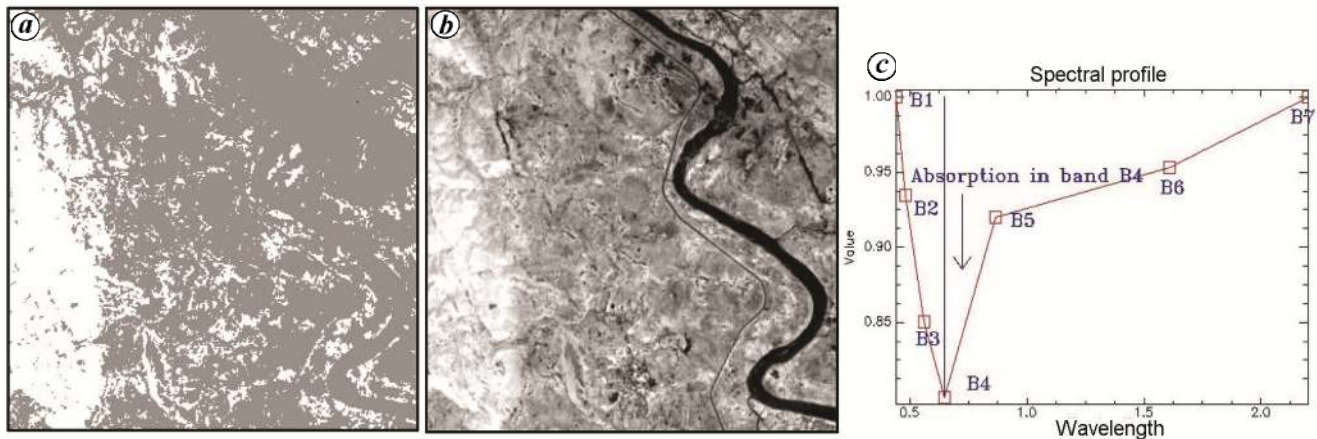 a
b
c
Spectral profile
1.00
B1
B7
0.95
Absorption in band B4
B6
B2
B5
0.90
Value
0.85
B3
B4
0.5
1.0
1.5
2.0
Wavelength